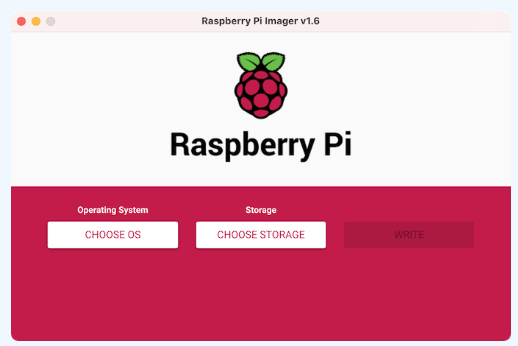 Raspberry Pi Imager v1.6
Raspberry Pi
Operating System
Storage
CHOOSE OS
CHOOSE STORAGE
WRITE